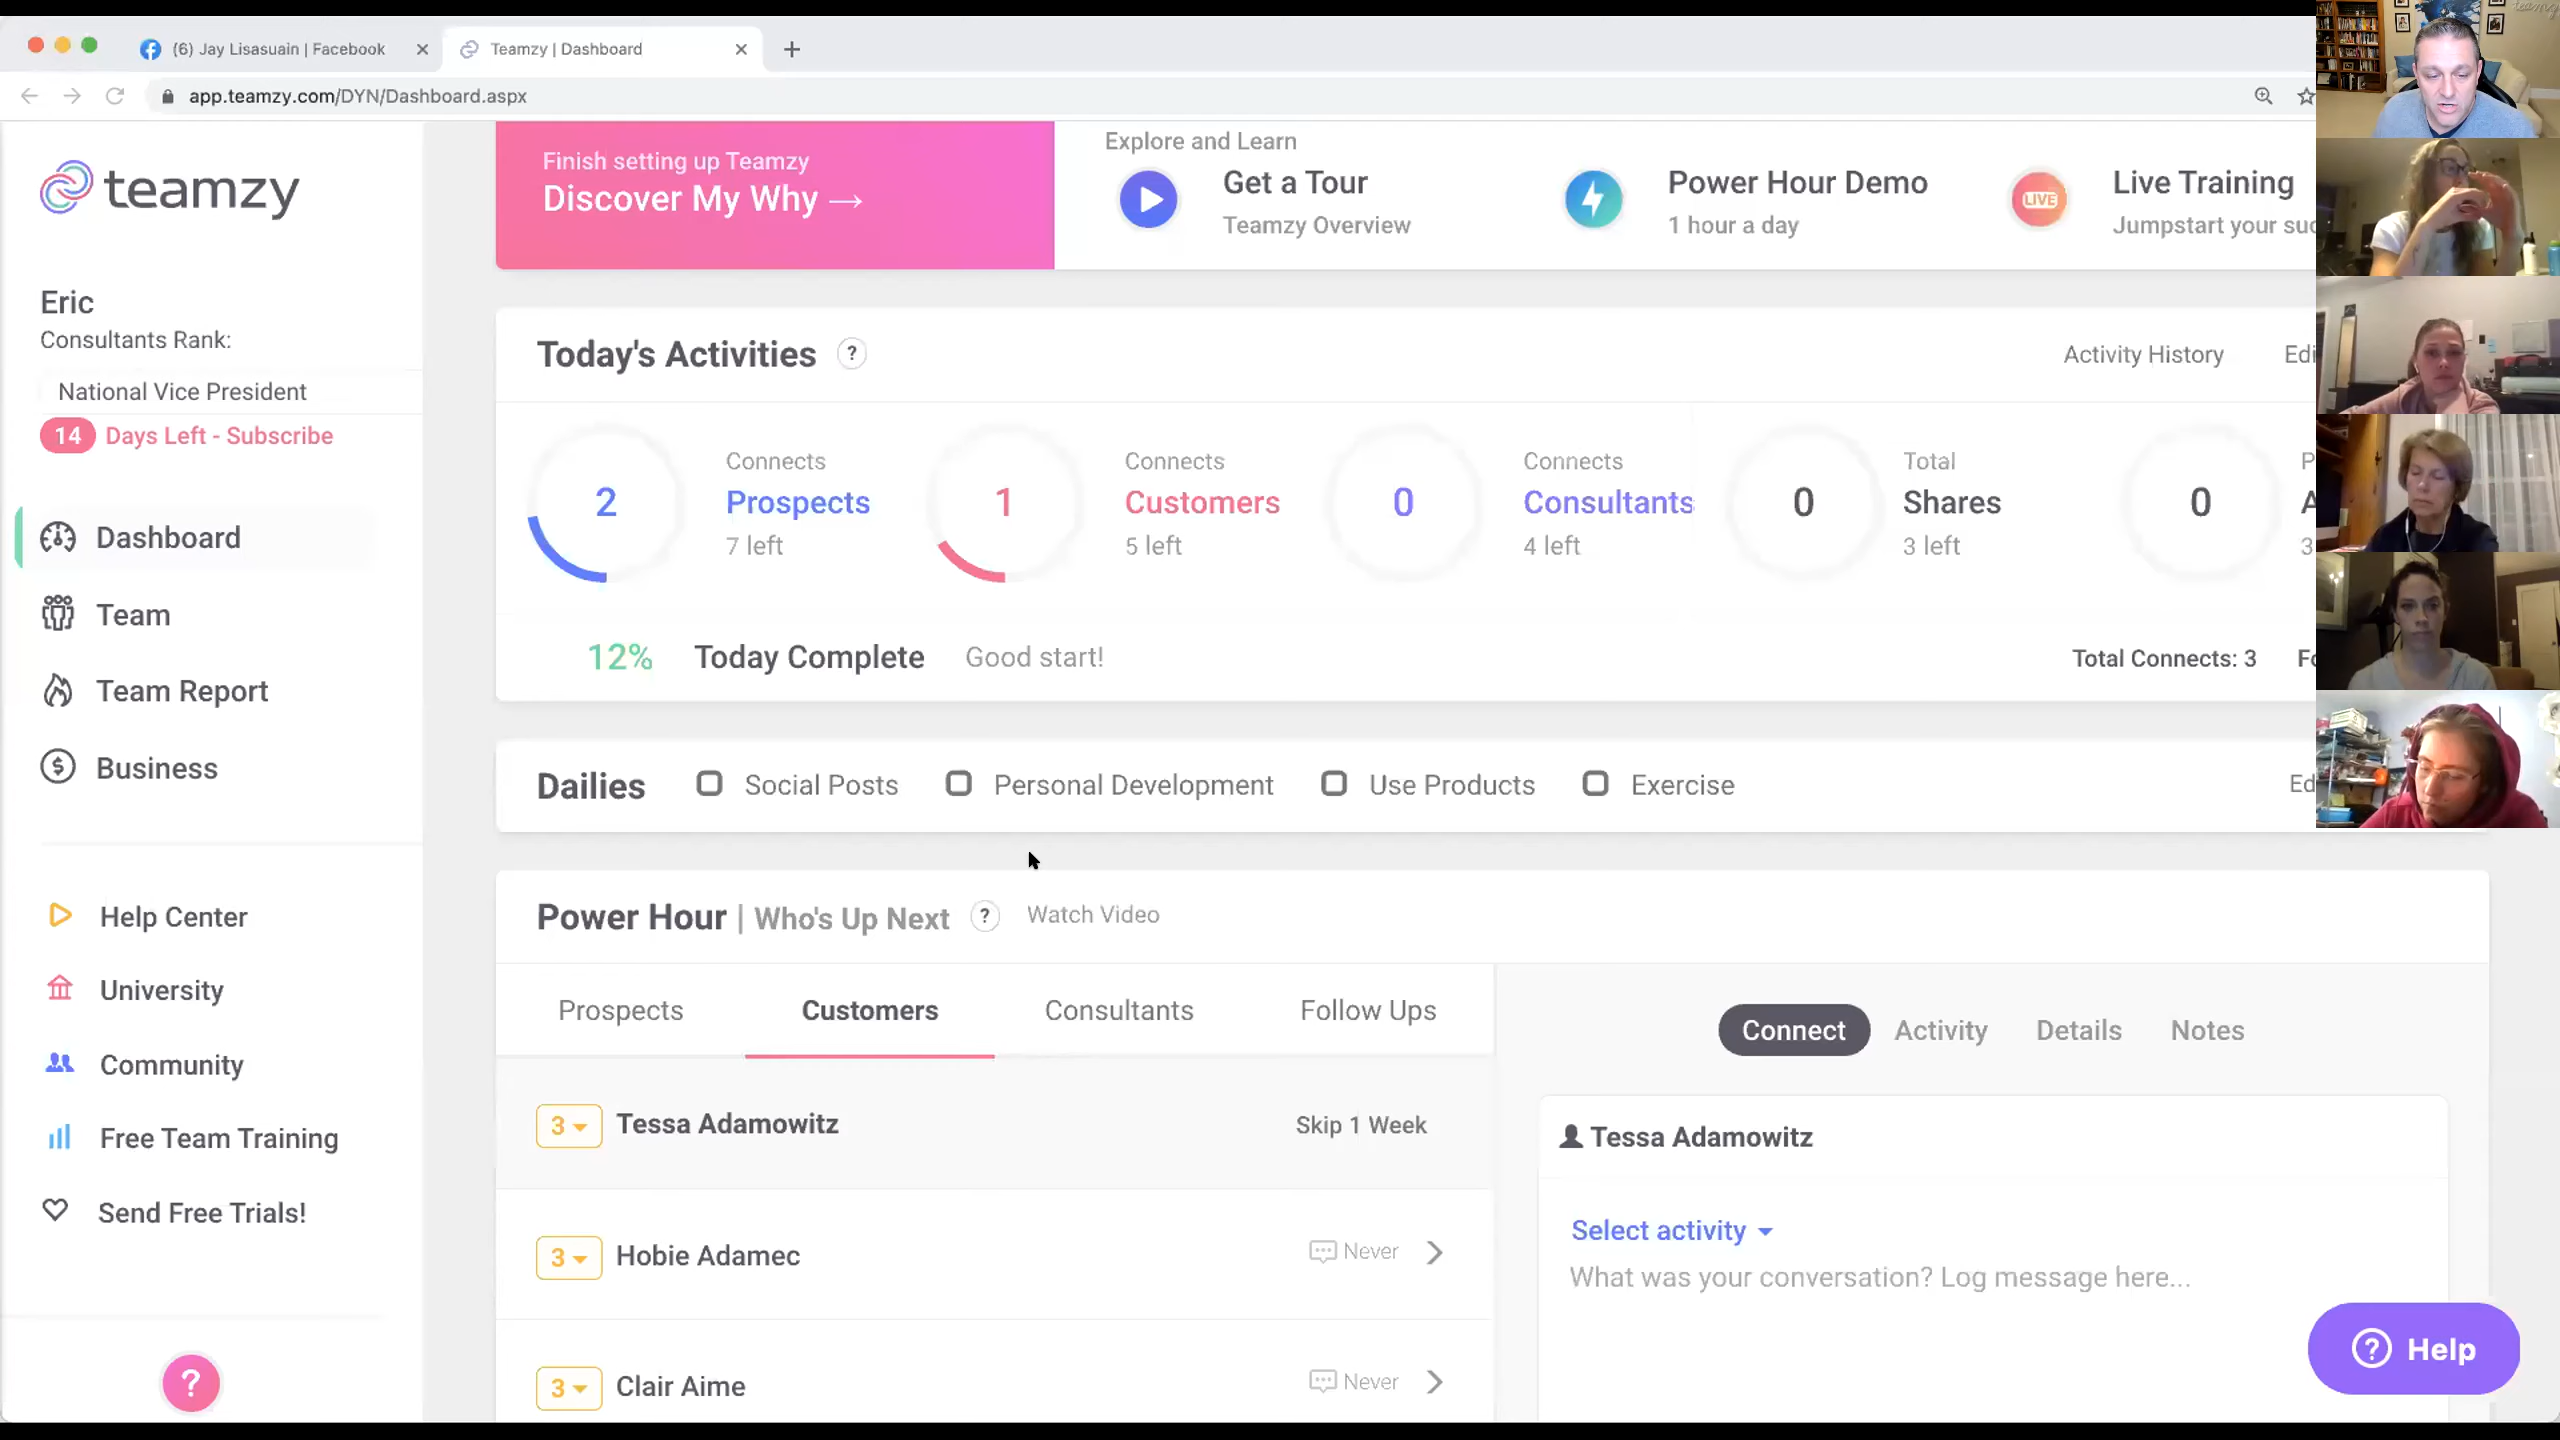 (6) Jay Lisasuain | Facebook
Teamzy | Dashboard
app.teamzy.com/DYN/Dashboard.aspx
teamzy
Eric
Consultants Rank:
National Vice President
14 Days Left - Subscribe
Dashboard
Team
Team Report
Business
Help Center
University
Community
Free Team Training
Send Free Trials!
?
Finish setting up Teamzy
Discover My Why →
Explore and Learn
Get a Tour
Teamzy Overview
Power Hour Demo
1 hour a day
LIVE
Live Training
Jumpstart your suc
Today's Activities ?
Activity History
Edi
2
Connects
Prospects
7 left
1
Connects
Customers
5 left
0
Connects
Consultants
4 left
0
Total
Shares
3 left
0
P
A
3
12% Today Complete Good start!
Total Connects: 3
Fo
Dailies Social Posts Personal Development Use Products Exercise
Ed
Power Hour | Who's Up Next ? Watch Video
Prospects Customers Consultants Follow Ups
3 Tessa Adamowitz Skip 1 Week
3 Hobie Adamec Never
3 Clair Aime Never
Connect Activity Details Notes
Tessa Adamowitz
Select activity
What was your conversation? Log message here...
? Help